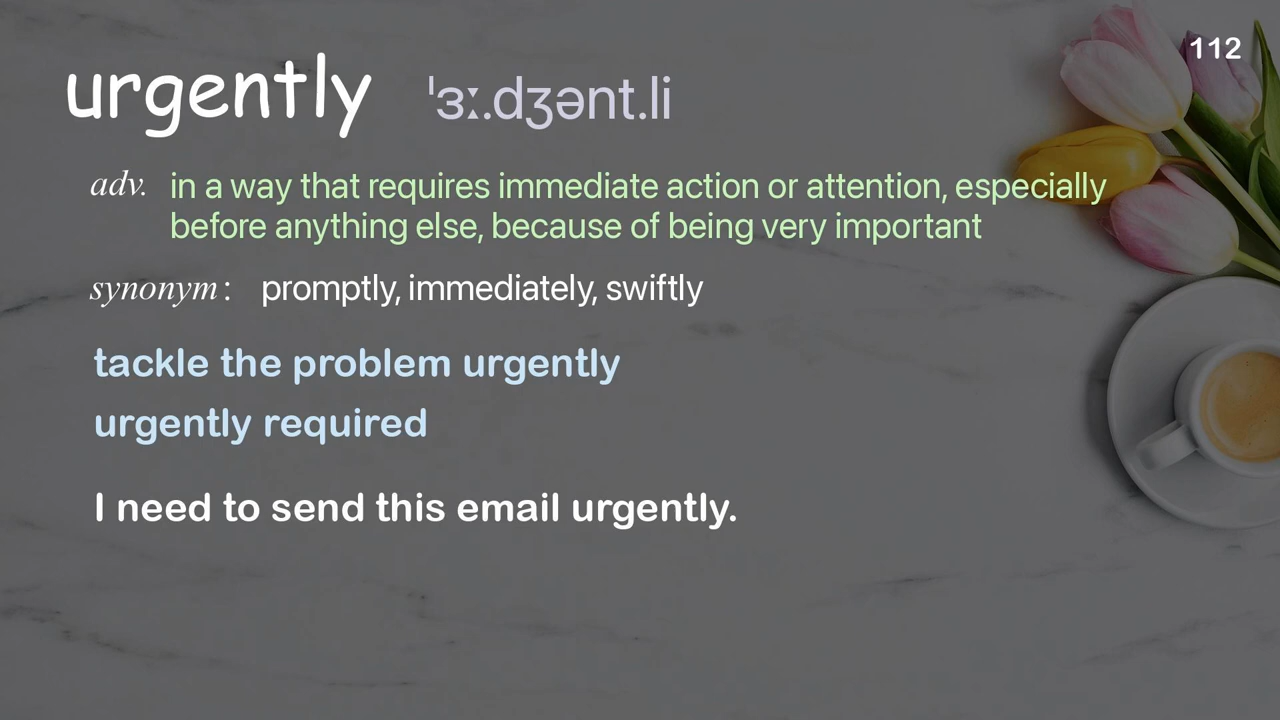 112
urgently ˈɜː.dʒənt.li
adv. in a way that requires immediate action or attention, especially
before anything else, because of being very important
synonym: promptly, immediately, swiftly
tackle the problem urgently
urgently required
I need to send this email urgently.